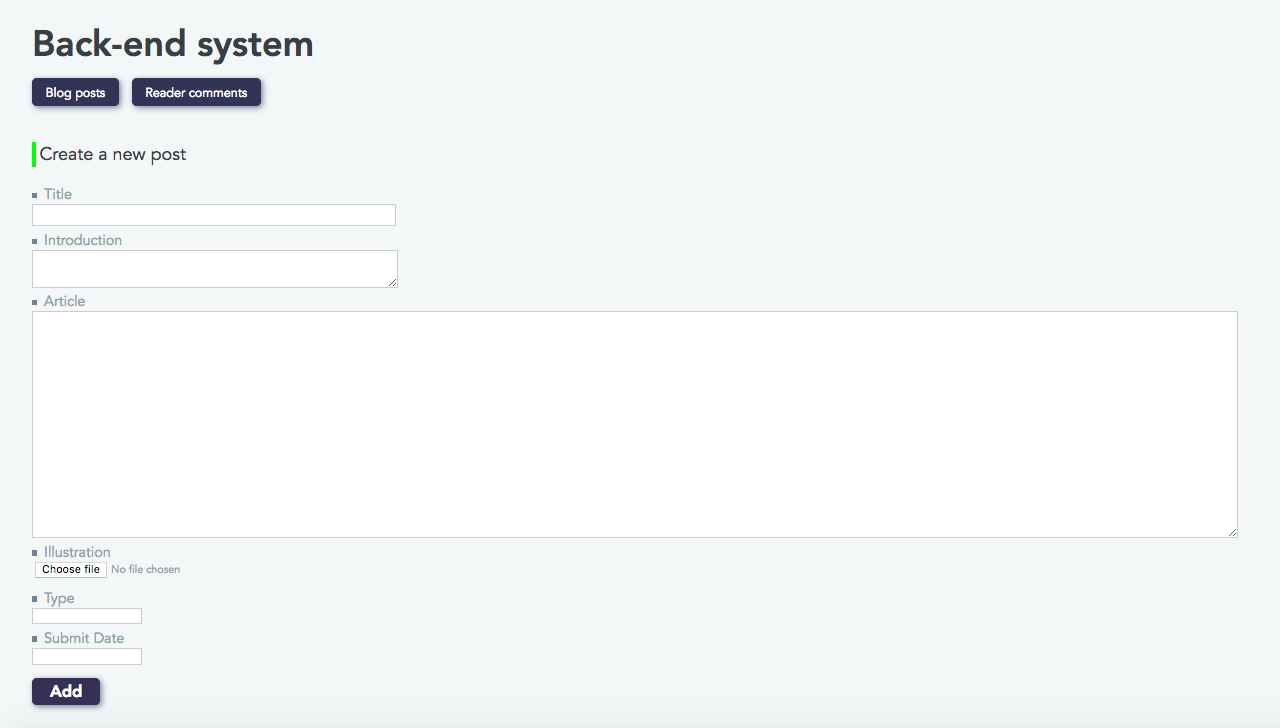 Back-end system
Blog posts Reader comments
Create a new post
Title
Introduction
Article
Illustration
Choose file No file chosen
Type
Submit Date
Add